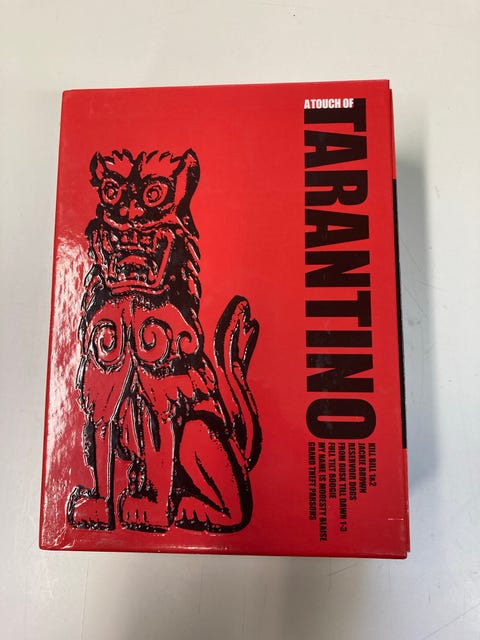 A TOUCH OF
TARANTINO
KILL BILL 1&2
JACKIE BROWN
RESERVOIR DOGS
FROM DUSK TILL DAWN 1-3
FULL TILT BOOGIE
MY NAME IS MODESTY BLAISE
GRAND THEFT PARSONS